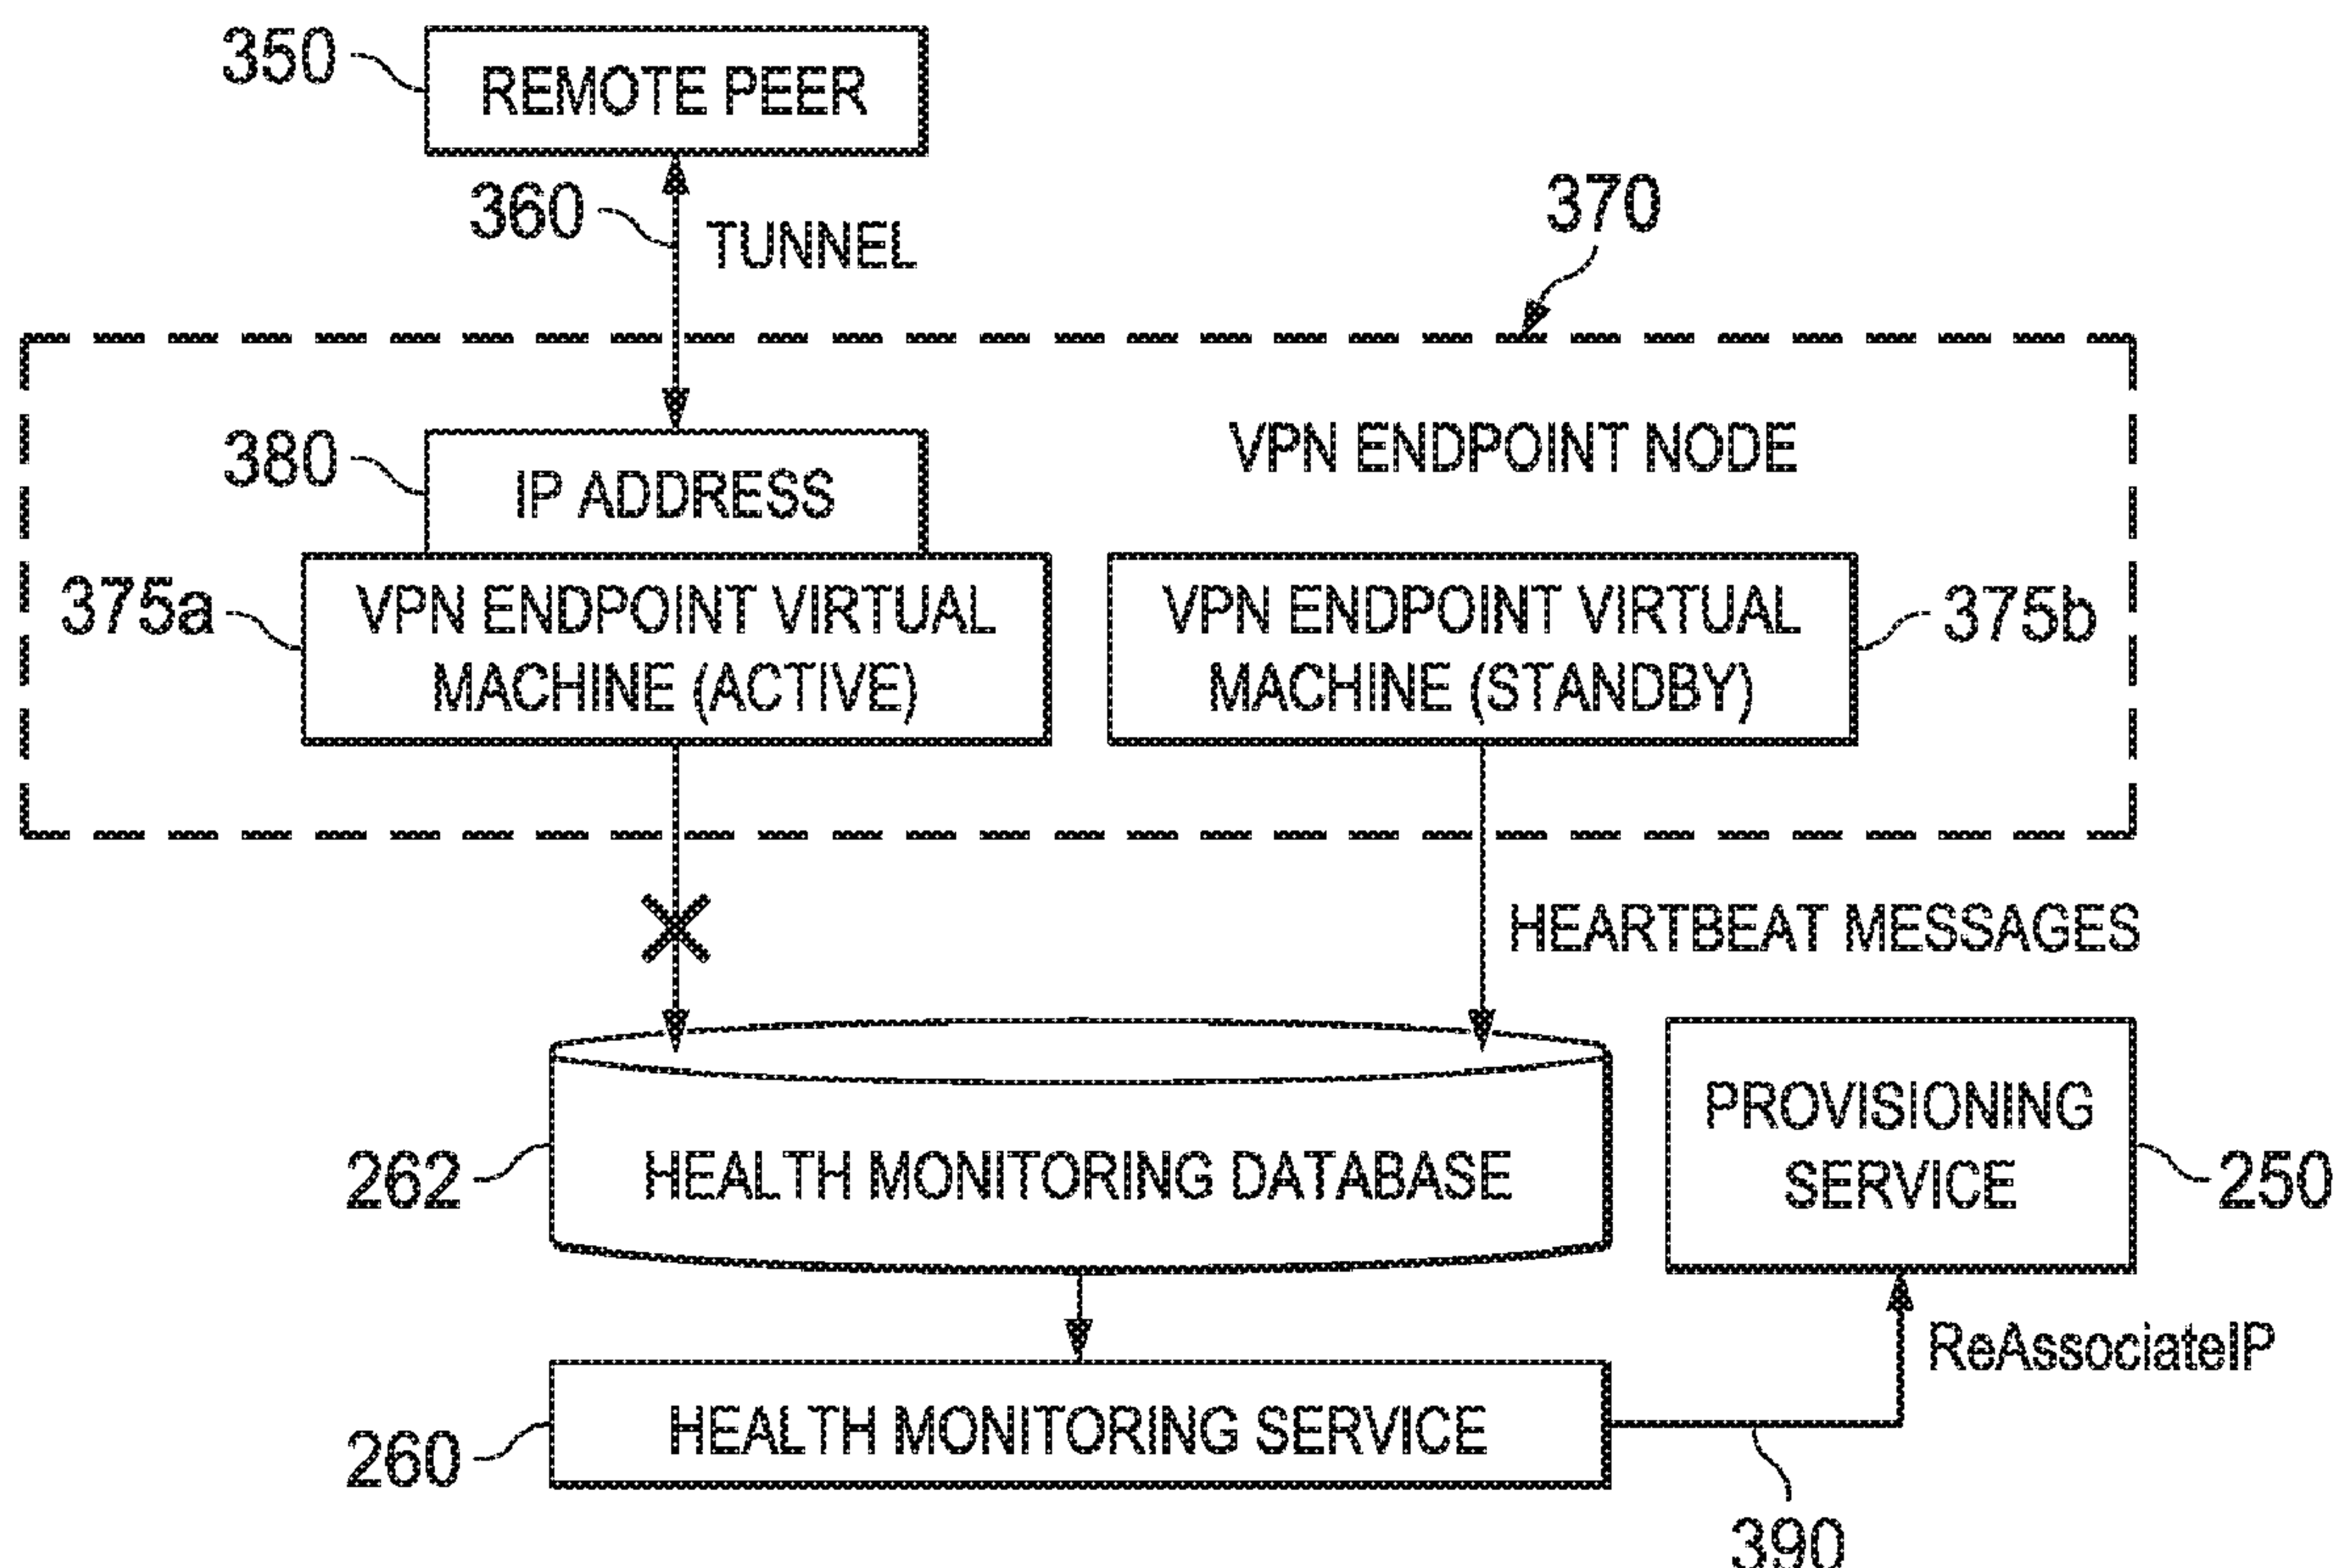 350
REMOTE PEER
360
TUNNEL
370
380
IP ADDRESS
VPN ENDPOINT NODE
375a
VPN ENDPOINT VIRTUAL
MACHINE (ACTIVE)
VPN ENDPOINT VIRTUAL
MACHINE (STANDBY)
375b
HEARTBEAT MESSAGES
262
HEALTH MONITORING DATABASE
PROVISIONING
SERVICE
250
ReAssociateIP
260
HEALTH MONITORING SERVICE
390